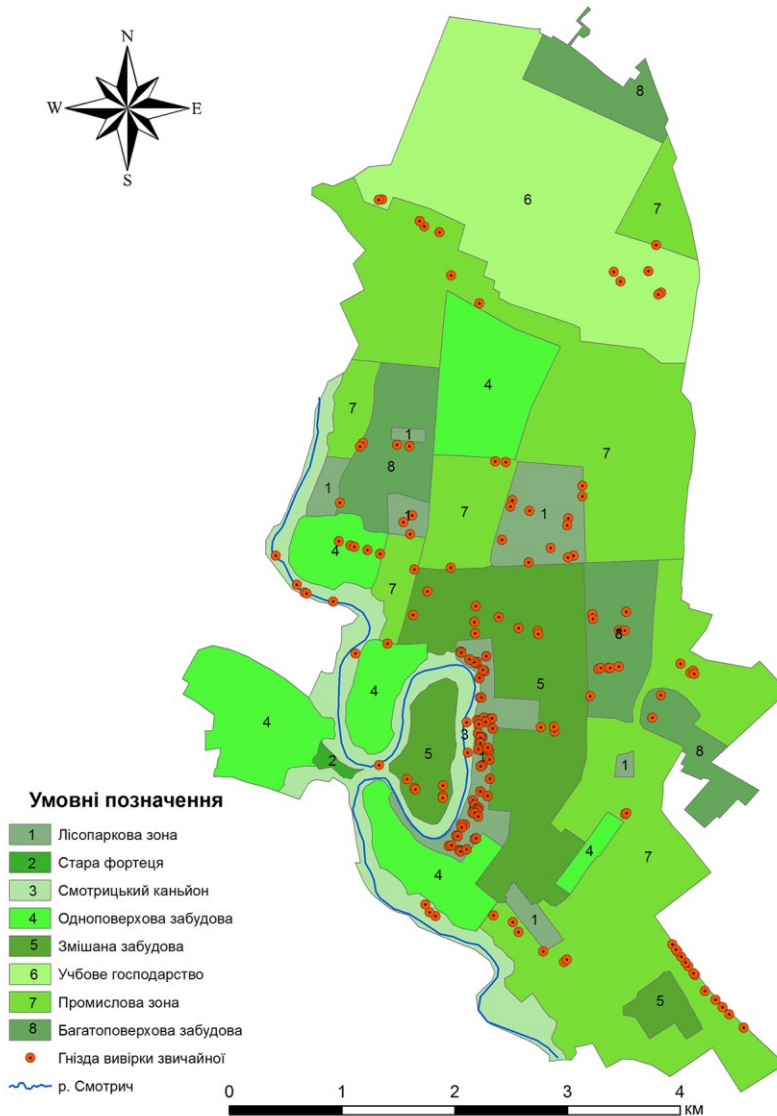 N
W E
S
8
6
7
4
7
1
8
7
1
1
7
1
4
7
8
5
4
4
3
5
8
2
1
1
4
7
4
1
5
Умовні позначення
1 Лісопаркова зона
2 Стара фортеця
3 Смотрицький каньйон
4 Одноповерхова забудова
5 Змішана забудова
6 Учбове господарство
7 Промислова зона
8 Багатоповерхова забудова
Гнізда вивірки звичайної
р. Смотрич
0 1 2 3 4
км